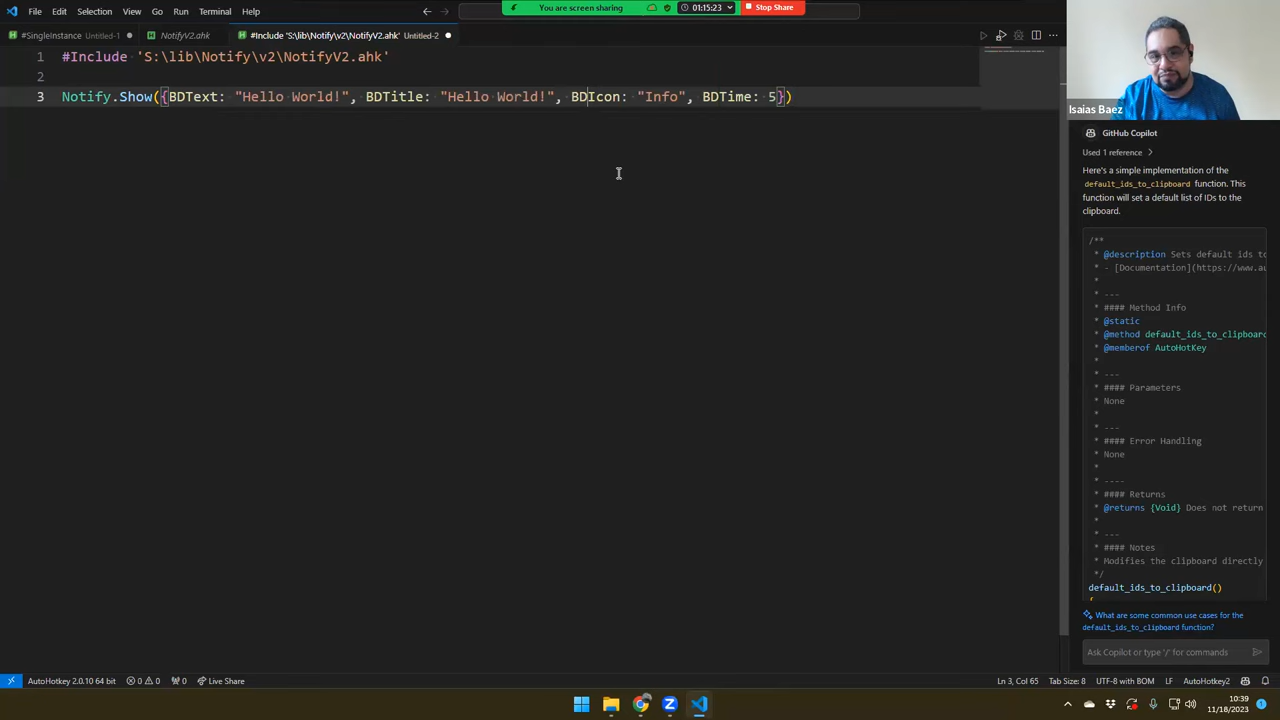 File Edit Selection View Go Run Terminal Help
You are screen sharing 01:15:23 Stop Share
#SingleInstance Untitled-1 NotifyV2.ahk #Include 'S:\lib\Notify\v2\NotifyV2.ahk' Untitled-2
1 #Include 'S:\lib\Notify\v2\NotifyV2.ahk'
2
3 Notify.Show({BDText: "Hello World!", BDTitle: "Hello World!", BDIcon: "Info", BDTime: 5})
Isaias Baez
GitHub Copilot
Used 1 reference
Here's a simple implementation of the
default_ids_to_clipboard function. This
function will set a default list of IDs to the
clipboard.
/**
* @description Sets default ids to
* - [Documentation](https://www.au
*
* ---
* #### Method Info
* @static
* @method default_ids_to_clipboard
* @memberof AutoHotKey
*
* ---
* #### Parameters
* None
*
* ---
* #### Error Handling
* None
*
* ----
* #### Returns
* @returns {Void} Does not return
*
* ---
* #### Notes
* Modifies the clipboard directly
*/
default_ids_to_clipboard()
{
What are some common use cases for the
default_ids_to_clipboard function?
Ask Copilot or type '/' for commands
AutoHotkey 2.0.10 64 bit 0 0 0 Live Share Ln 3, Col 65 Tab Size: 8 UTF-8 with BOM LF AutoHotkey2
10:39
11/18/2023